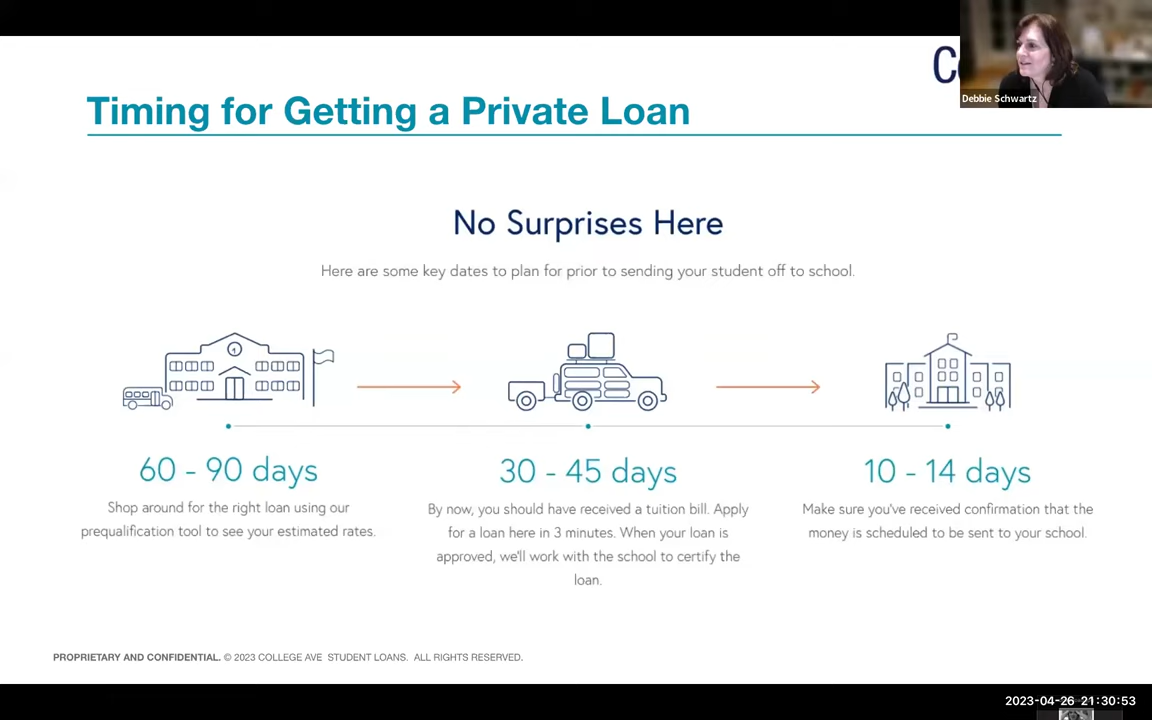 Timing for Getting a Private Loan
Debbie Schwartz
No Surprises Here
Here are some key dates to plan for prior to sending your student off to school.
60 - 90 days
Shop around for the right loan using our
prequalification tool to see your estimated rates.
30 - 45 days
By now, you should have received a tuition bill. Apply
for a loan here in 3 minutes. When your loan is
approved, we'll work with the school to certify the
loan.
10 - 14 days
Make sure you've received confirmation that the
money is scheduled to be sent to your school.
PROPRIETARY AND CONFIDENTIAL. © 2023 COLLEGE AVE STUDENT LOANS. ALL RIGHTS RESERVED.
2023-04-26 21:30:53